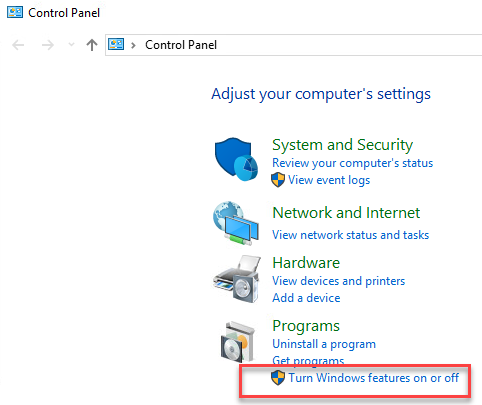 Control Panel
Control Panel
Adjust your computer's settings
System and Security
Review your computer's status
View event logs
Network and Internet
View network status and tasks
Hardware
View devices and printers
Add a device
Programs
Uninstall a program
Get programs
Turn Windows features on or off